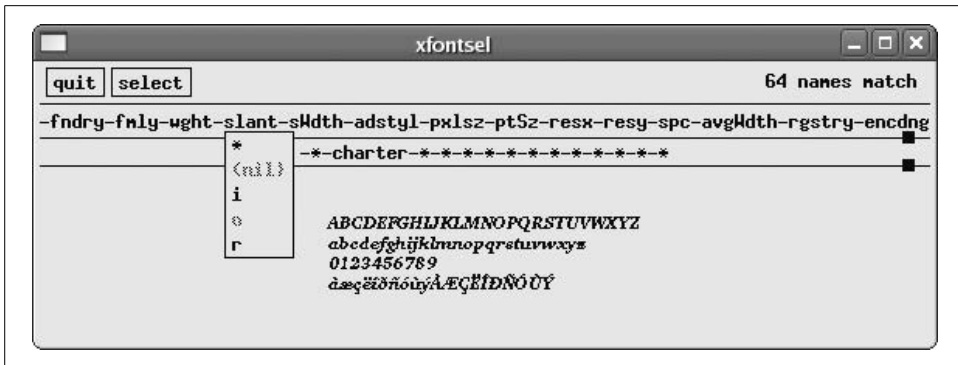 xfontsel
quit select 64 names match
-fndry-fmly-wght-slant-sWdth-adstyl-pxlsz-ptSz-resx-resy-spc-avgWdth-rgstry-encdng
-*-charter-*-*-*-*-*-*-*-*-*-*-*-*
*
(nil)
i
o
r
ABCDEFGHIJKLMNOPQRSTUVWXYZ
abcdefghijklmnopqrstuvwxyz
0123456789
àæçëíðñóùýÀÆÇËÍÐÑÓÙÝ